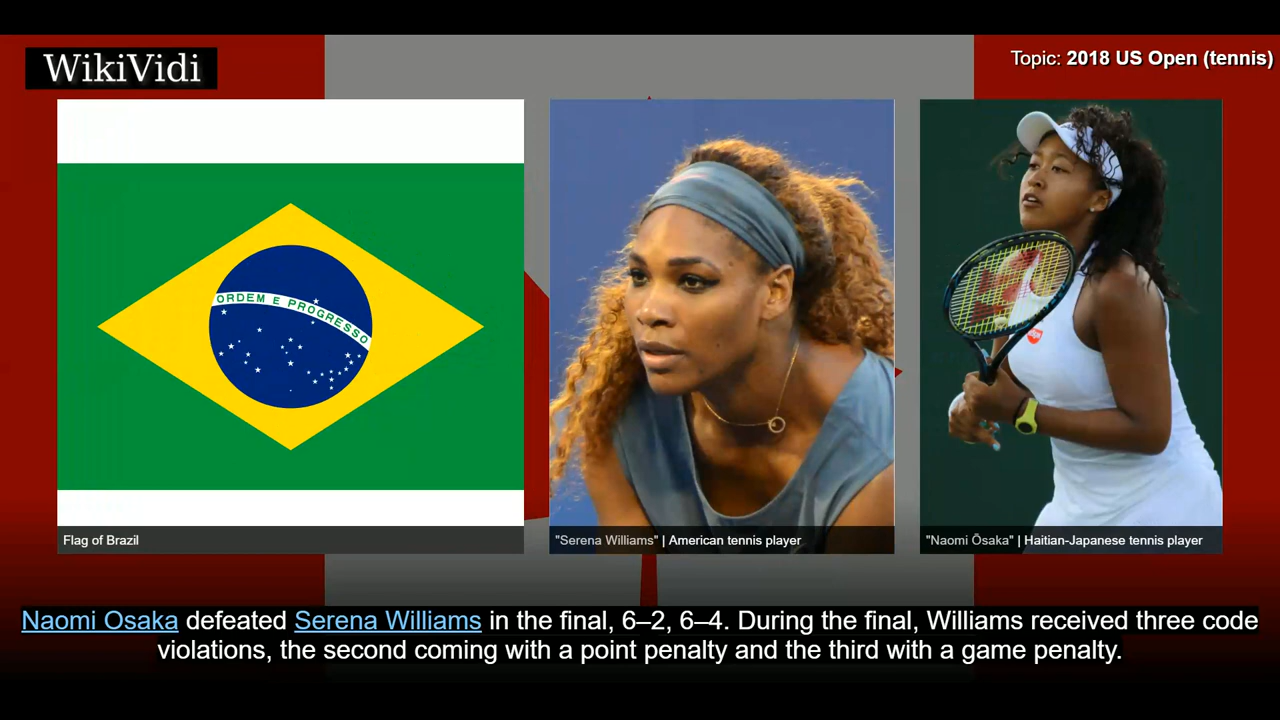 WikiVidi
Topic: 2018 US Open (tennis)
ORDEM E PROGRESSO
Flag of Brazil
"Serena Williams" | American tennis player
"Naomi Ōsaka" | Haitian-Japanese tennis player
Naomi Osaka defeated Serena Williams in the final, 6–2, 6–4. During the final, Williams received three code
violations, the second coming with a point penalty and the third with a game penalty.